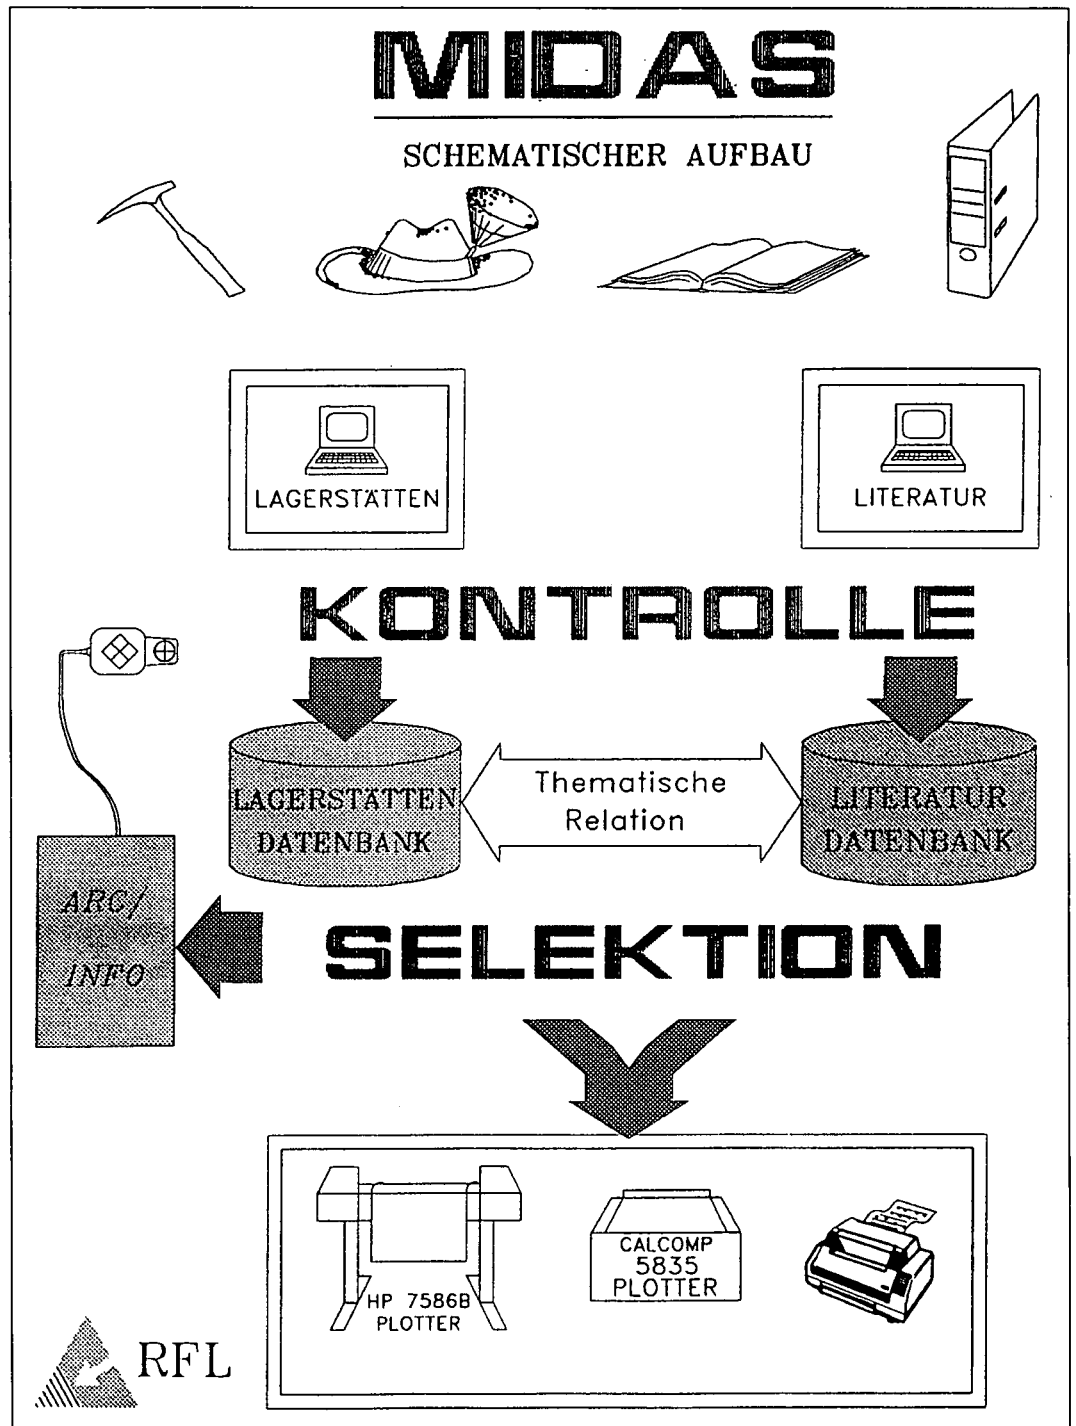 MIDAS
SCHEMATISCHER AUFBAU
LAGERSTÄTTEN
LITERATUR
KONTROLLE
LAGERSTÄTTEN
DATENBANK
Thematische
Relation
LITERATUR
DATENBANK
ARC/
INFO
SELEKTION
HP 7586B
PLOTTER
CALCOMP
5835
PLOTTER
RFL